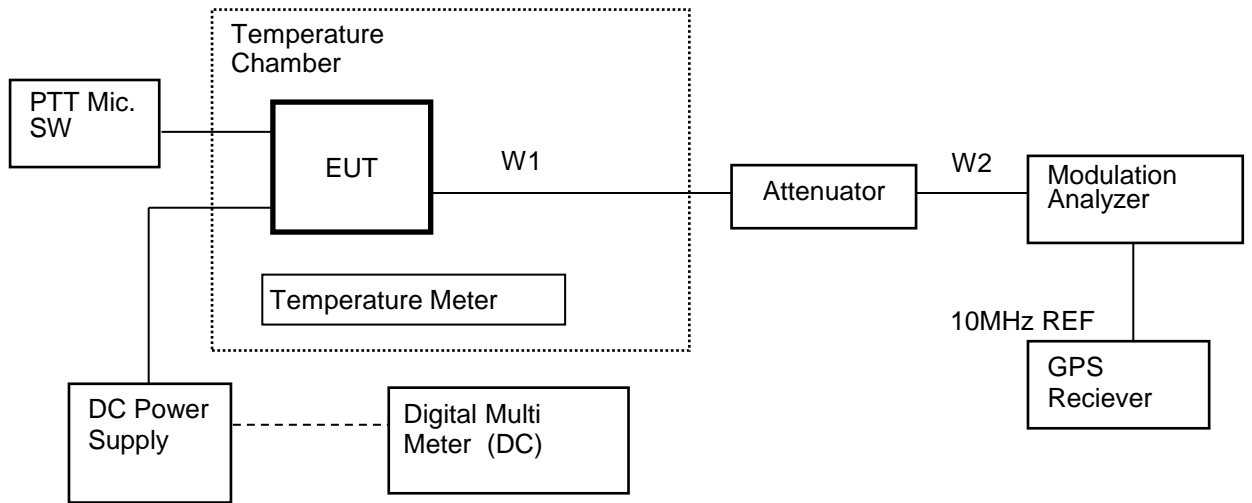 Temperature
Chamber
PTT Mic.
SW
EUT
W1
Attenuator
W2
Modulation
Analyzer
Temperature Meter
10MHz REF
GPS
Reciever
DC Power
Supply
Digital Multi
Meter (DC)